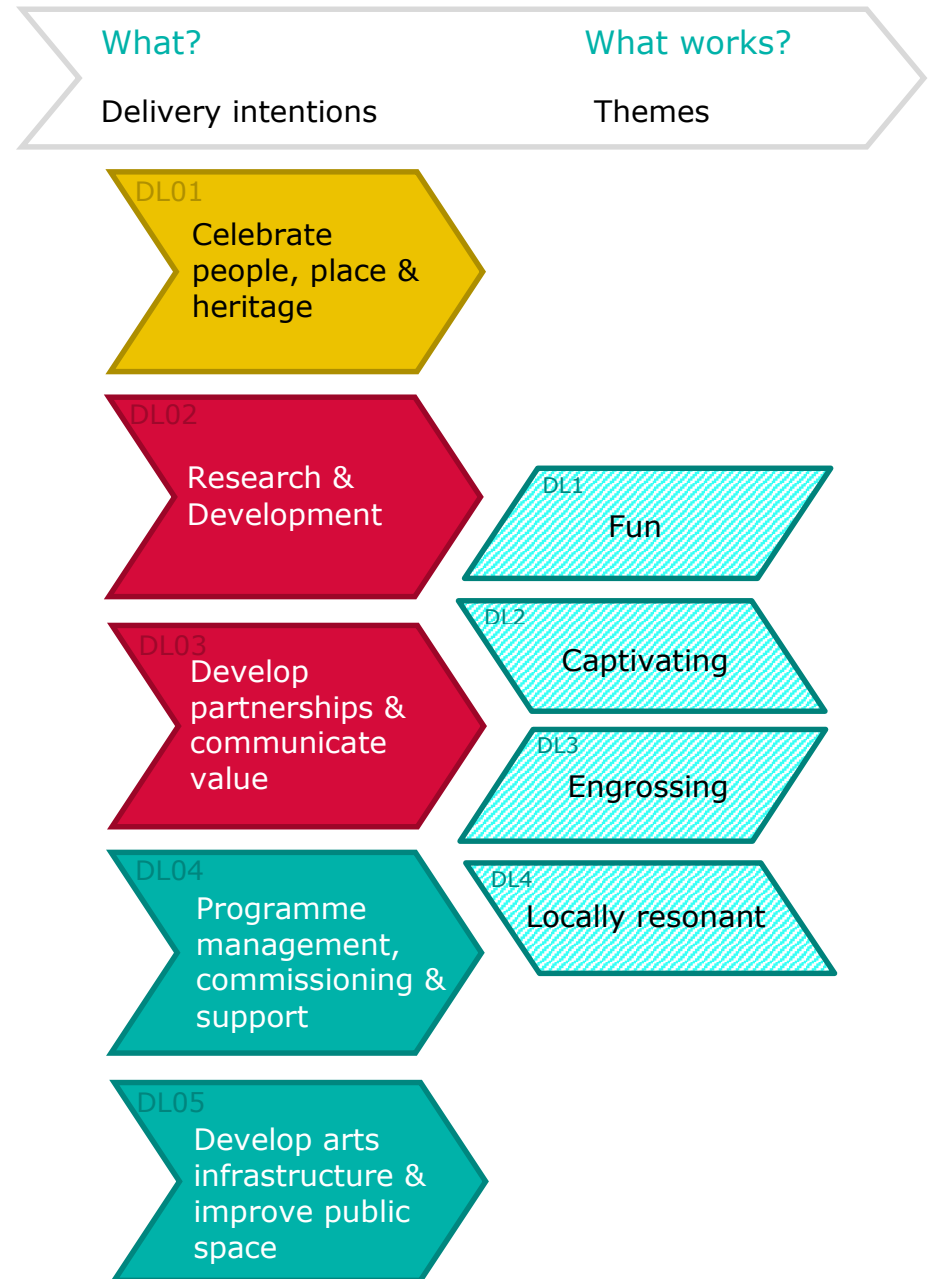 What?
What works?
Delivery intentions
Themes
DL01
Celebrate
people, place &
heritage
DL02
Research &
Development
DL03
Develop
partnerships &
communicate
value
DL04
Programme
management,
commissioning &
support
DL05
Develop arts
infrastructure &
improve public
space
DL1
Fun
DL2
Captivating
DL3
Engrossing
DL4
Locally resonant